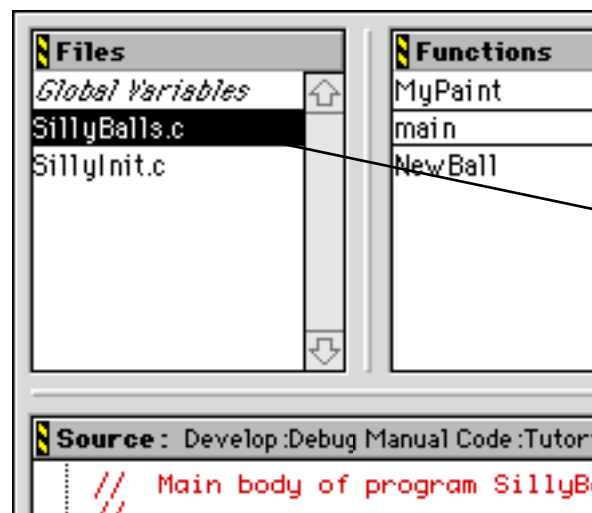 Files
Global Variables
SillyBalls.c
SillyInit.c
Functions
MyPaint
main
NewBall
Source: Develop:Debug Manual Code:Tutor
// Main body of program SillyB
//